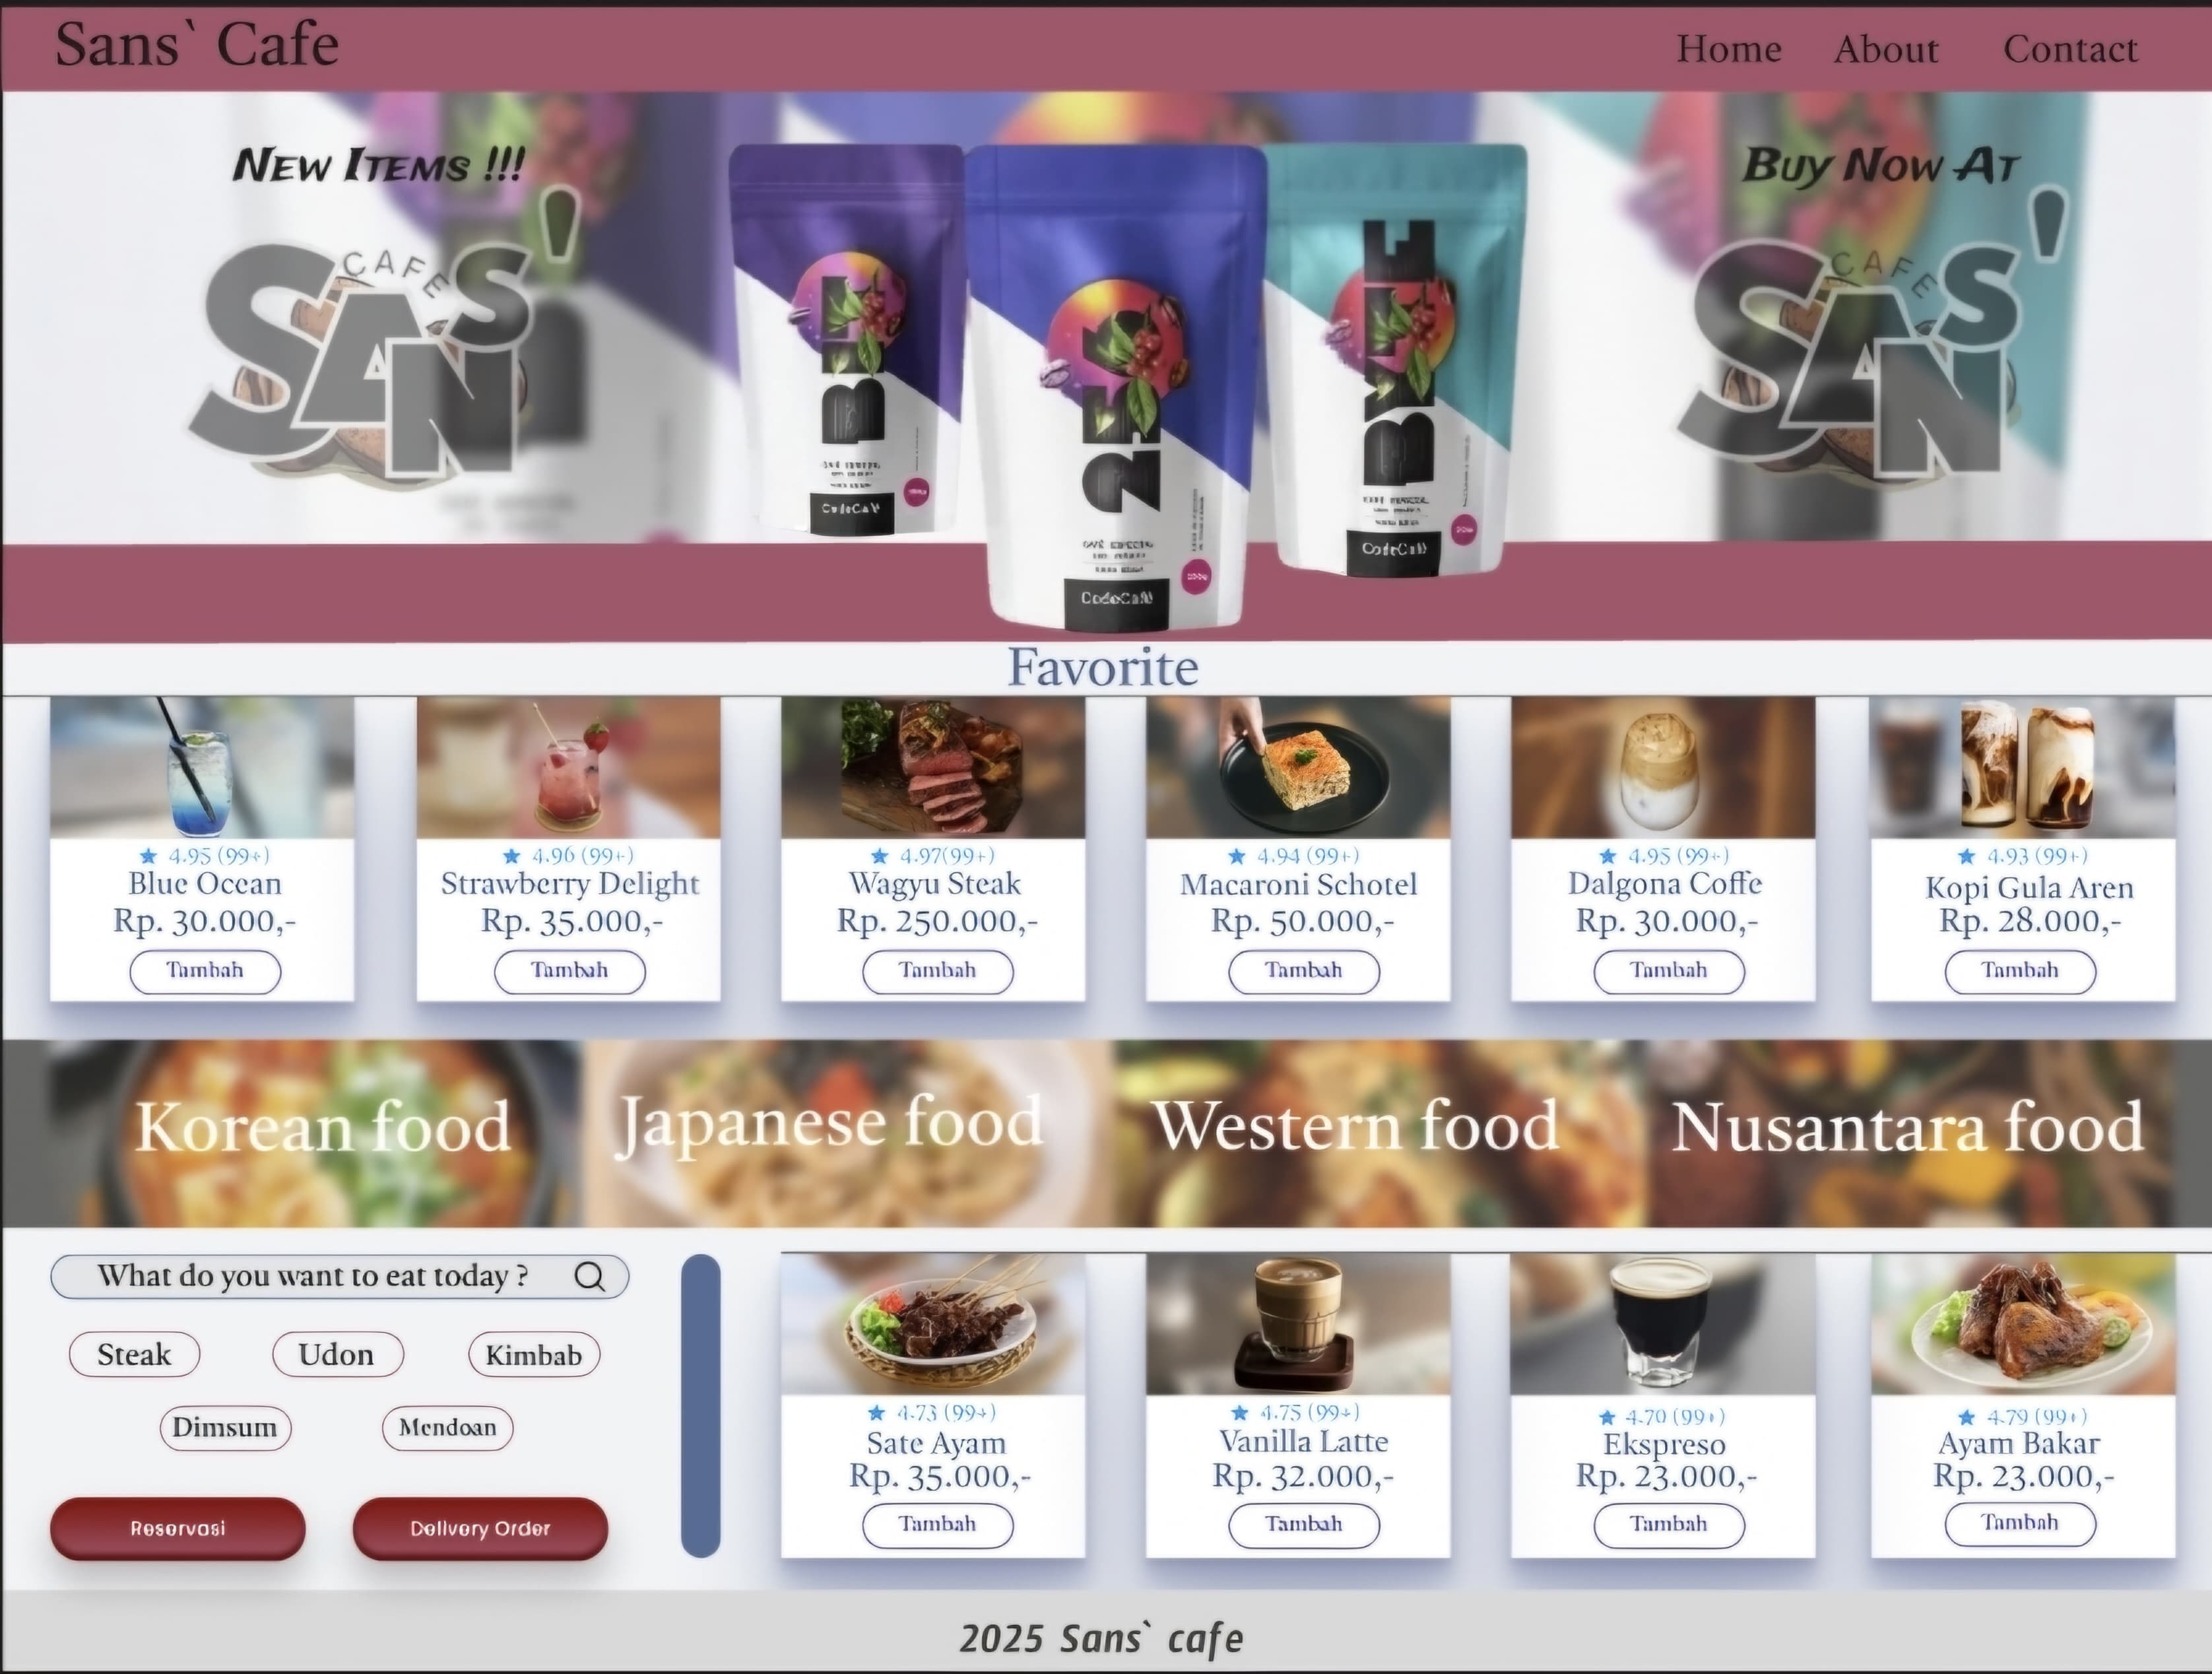 Sans` Cafe
Home About Contact
New Items !!!
Buy Now At
CAFE
SANS'
CAFE
SANS'
CodeCafé
CodeCafé
CodeCafé
Favorite
4.95 (99+)
Blue Ocean
Rp. 30.000,-
Tambah
4.96 (99+)
Strawberry Delight
Rp. 35.000,-
Tambah
4.97(99+)
Wagyu Steak
Rp. 250.000,-
Tambah
4.94 (99+)
Macaroni Schotel
Rp. 50.000,-
Tambah
4.95 (99+)
Dalgona Coffe
Rp. 30.000,-
Tambah
4.93 (99+)
Kopi Gula Aren
Rp. 28.000,-
Tambah
Korean food
Japanese food
Western food
Nusantara food
What do you want to eat today ?
Steak
Udon
Kimbab
Dimsum
Mendoan
Reservasi
Delivery Order
4.73 (99+)
Sate Ayam
Rp. 35.000,-
Tambah
4.75 (99+)
Vanilla Latte
Rp. 32.000,-
Tambah
4.70 (99+)
Ekspreso
Rp. 23.000,-
Tambah
4.79 (99+)
Ayam Bakar
Rp. 23.000,-
Tambah
2025 Sans` cafe